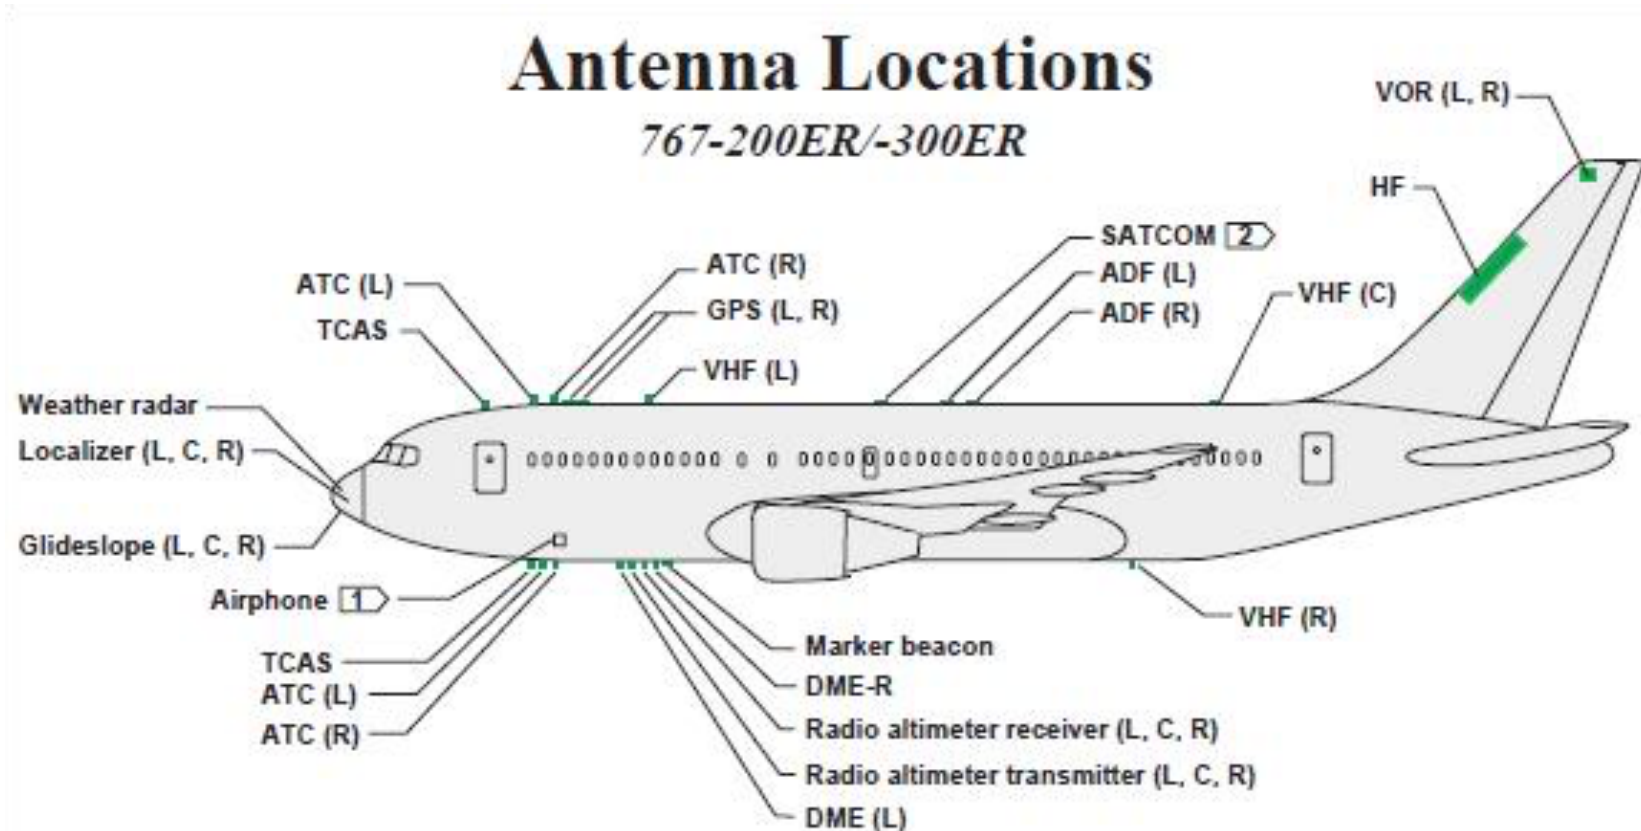 Antenna Locations
767-200ER/-300ER
VOR (L, R)
HF
SATCOM 2
ATC (R)
ADF (L)
ATC (L)
GPS (L, R)
VHF (C)
ADF (R)
TCAS
VHF (L)
Weather radar
Localizer (L, C, R)
Glideslope (L, C, R)
Airphone 1
VHF (R)
TCAS
Marker beacon
ATC (L)
DME-R
ATC (R)
Radio altimeter receiver (L, C, R)
Radio altimeter transmitter (L, C, R)
DME (L)